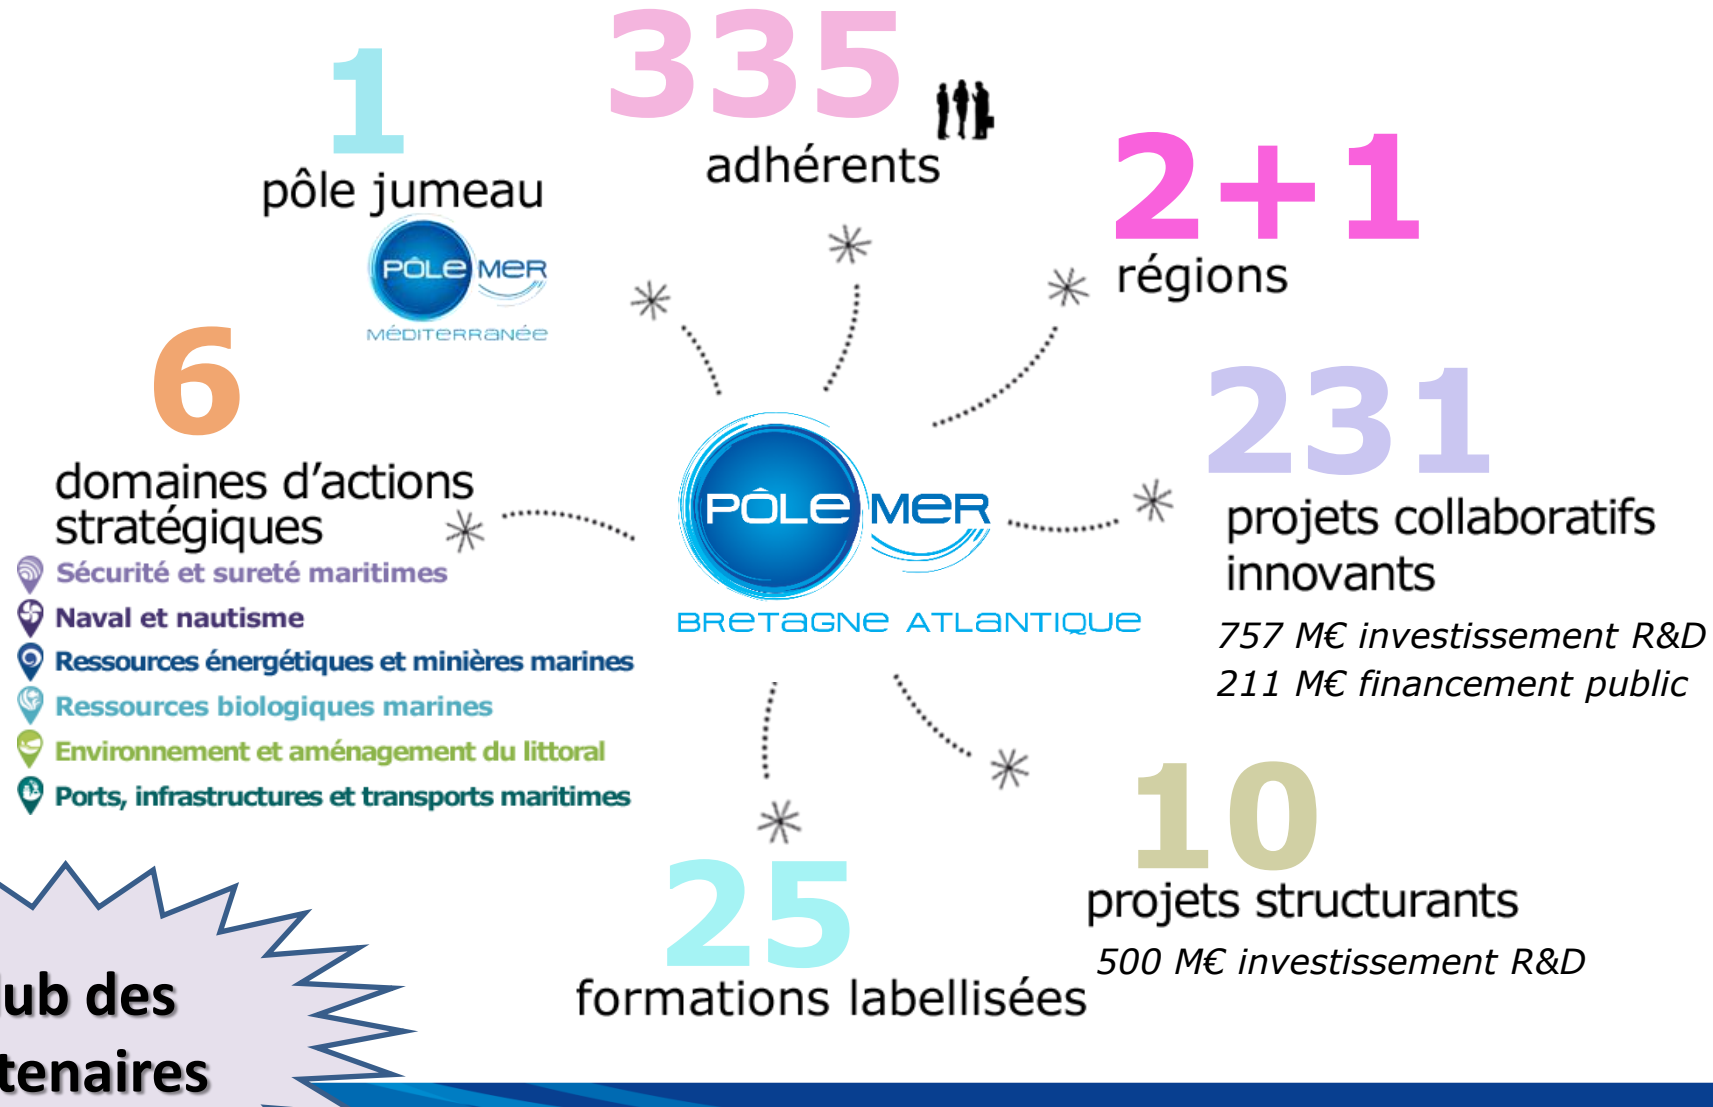 1
pôle jumeau
PÔLE MER
MÉDITERRANÉE
335
adhérents
2+1
régions
6
domaines d'actions
stratégiques
Sécurité et sureté maritimes
Naval et nautisme
Ressources énergétiques et minières marines
Ressources biologiques marines
Environnement et aménagement du littoral
Ports, infrastructures et transports maritimes
PÔLE MER
BRETAGNE ATLANTIQUE
231
projets collaboratifs
innovants
757 M€ investissement R&D
211 M€ financement public
10
projets structurants
500 M€ investissement R&D
25
formations labellisées
lub des
tenaires